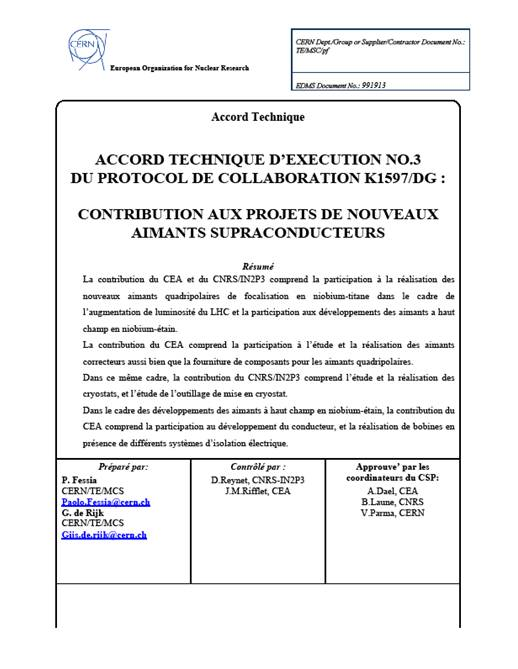 CERN
European Organization for Nuclear Research
CERN Dept./Group or Supplier/Contractor Document No.:
TE/MSC/pf
EDMS Document No.: 991913
Accord Technique
ACCORD TECHNIQUE D'EXECUTION NO.3
DU PROTOCOL DE COLLABORATION K1597/DG :
CONTRIBUTION AUX PROJETS DE NOUVEAUX
AIMANTS SUPRACONDUCTEURS
Résumé
La contribution du CEA et du CNRS/IN2P3 comprend la participation à la réalisation des
nouveaux aimants quadripolaires de focalisation en niobium-titane dans le cadre de
l'augmentation de luminosité du LHC et la participation aux développements des aimants a haut
champ en niobium-étain.
La contribution du CEA comprend la participation à l'étude et la réalisation des aimants
correcteurs aussi bien que la fourniture de composants pour les aimants quadripolaires.
Dans ce même cadre, la contribution du CNRS/IN2P3 comprend l'étude et la réalisation des
cryostats, et l'étude de l'outillage de mise en cryostat.
Dans le cadre des développements des aimants à haut champ en niobium-étain, la contribution du
CEA comprend la participation au développement du conducteur, et la réalisation de bobines en
présence de différents systèmes d'isolation électrique.
Préparé par:
P. Fessia
CERN/TE/MCS
Paolo.Fessia@cern.ch
G. de Rijk
CERN/TE/MCS
Gijs.de.rijk@cern.ch
Contrôlé par :
D.Reynet, CNRS-IN2P3
J.M.Rifflet, CEA
Approuve' par les
coordinateurs du CSP:
A.Dael, CEA
B.Laune, CNRS
V.Parma, CERN